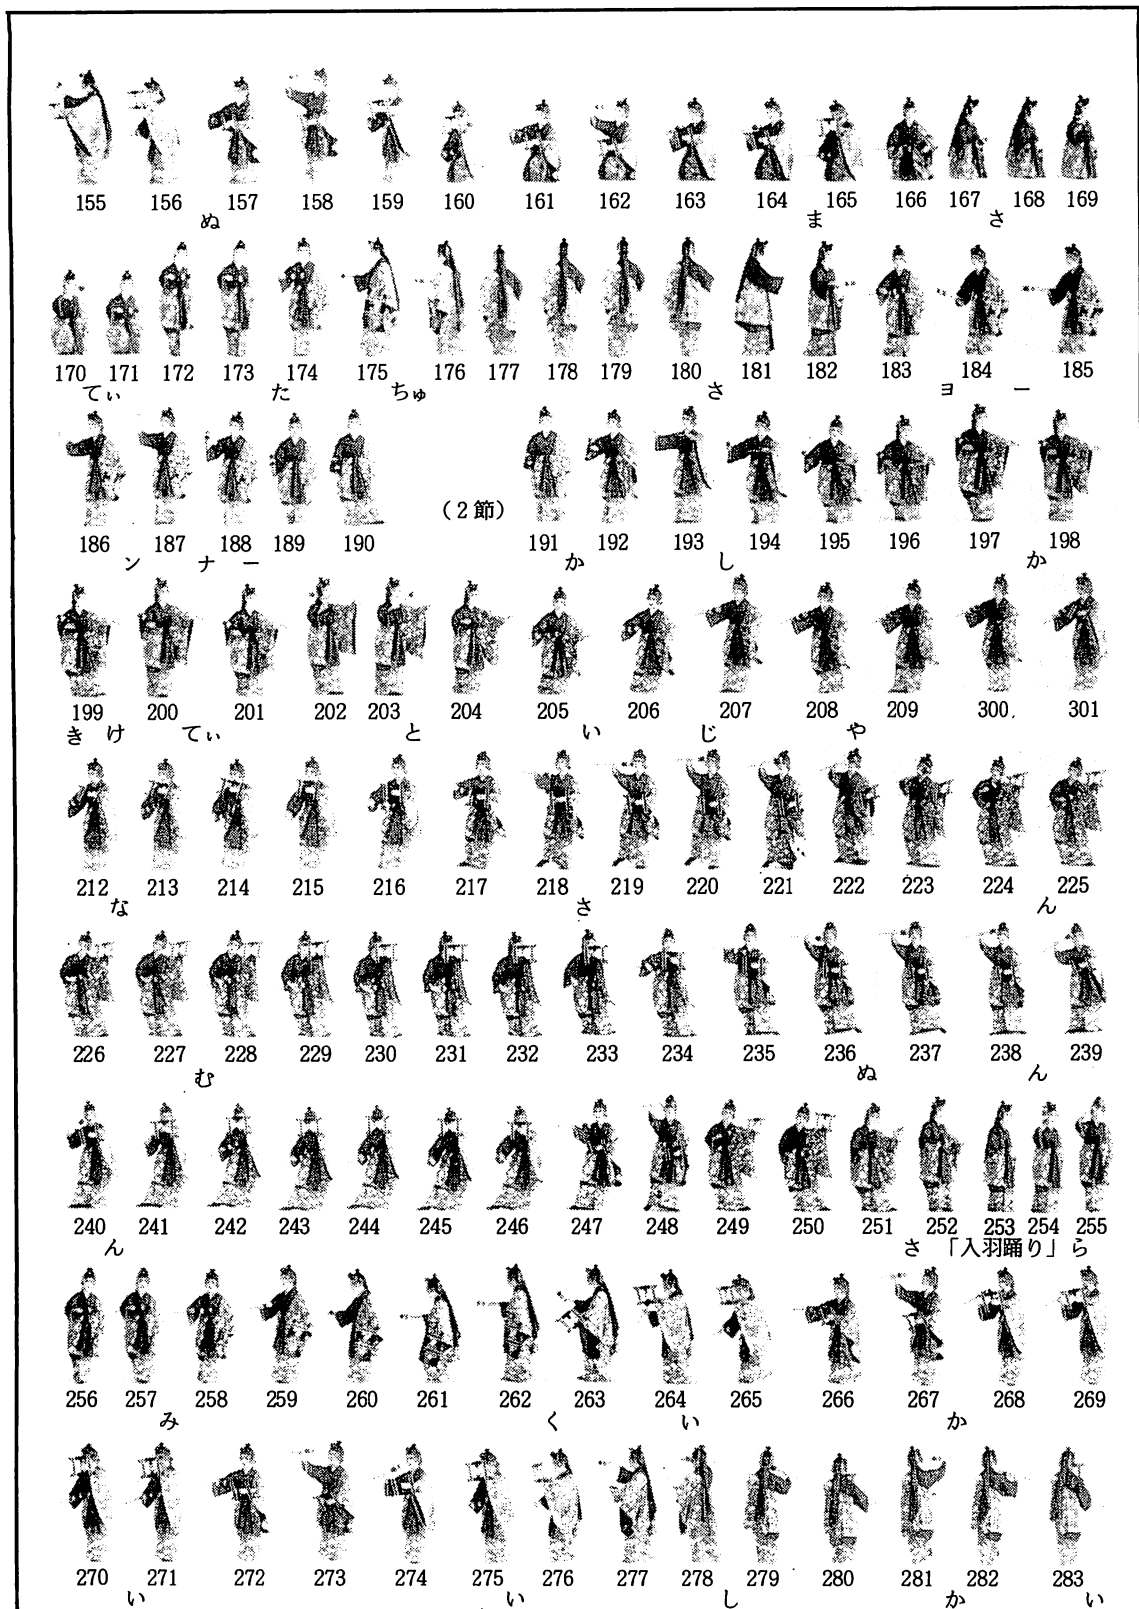 155 156 157 158 159 160 161 162 163 164 165 166 167 168 169
ぬ ま さ
170 171 172 173 174 175 176 177 178 179 180 181 182 183 184 185
てぃ た ちゅ さ ヨ ー
(2節)
186 187 188 189 190 191 192 193 194 195 196 197 198
ン ナ ー か し か
199 200 201 202 203 204 205 206 207 208 209 300 301
き け てぃ と い じ や
212 213 214 215 216 217 218 219 220 221 222 223 224 225
な さ ん
226 227 228 229 230 231 232 233 234 235 236 237 238 239
む ぬ ん
240 241 242 243 244 245 246 247 248 249 250 251 252 253 254 255
ん さ 「入羽踊り」ら
256 257 258 259 260 261 262 263 264 265 266 267 268 269
み く い か
270 271 272 273 274 275 276 277 278 279 280 281 282 283
い い し か い